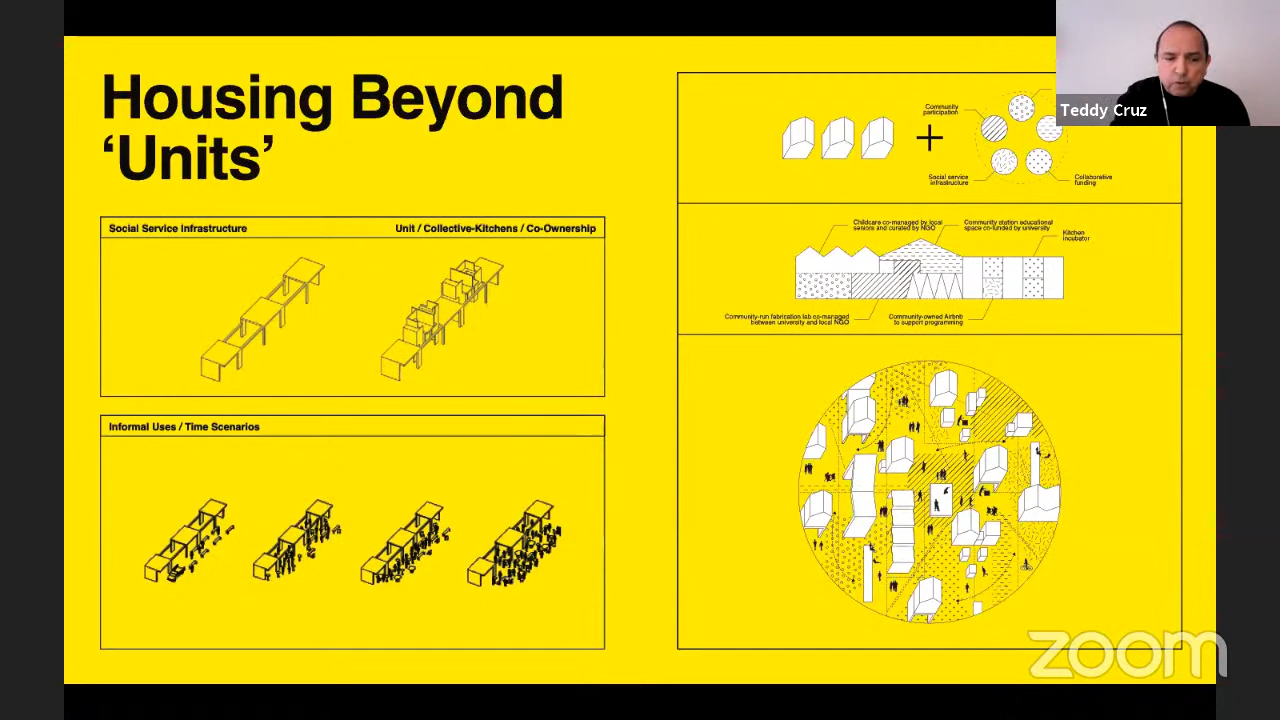 Housing Beyond
‘Units’
Social Service Infrastructure
Unit / Collective-Kitchens / Co-Ownership
Informal Uses / Time Scenarios
Teddy Cruz
Community
participation
Social service
infrastructure
Collaborative
funding
Childcare co-managed by local
seniors and curated by NGO
Community station educational
space co-funded by university
Kitchen
incubator
Community-run fabrication lab co-managed
between university and local NGO
Community-owned Airbnb
to support programming
zoom